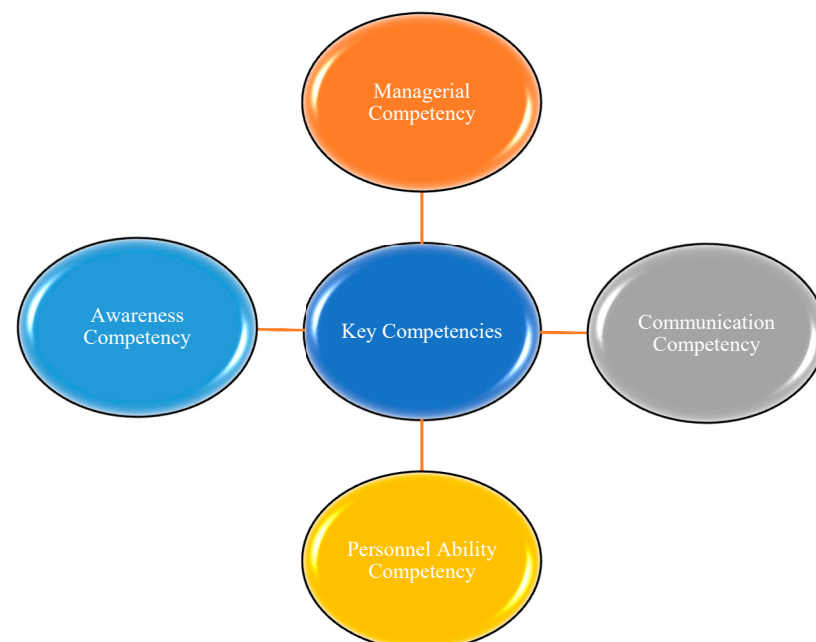 Managerial
Competency
Awareness
Competency
Key Competencies
Communication
Competency
Personnel Ability
Competency